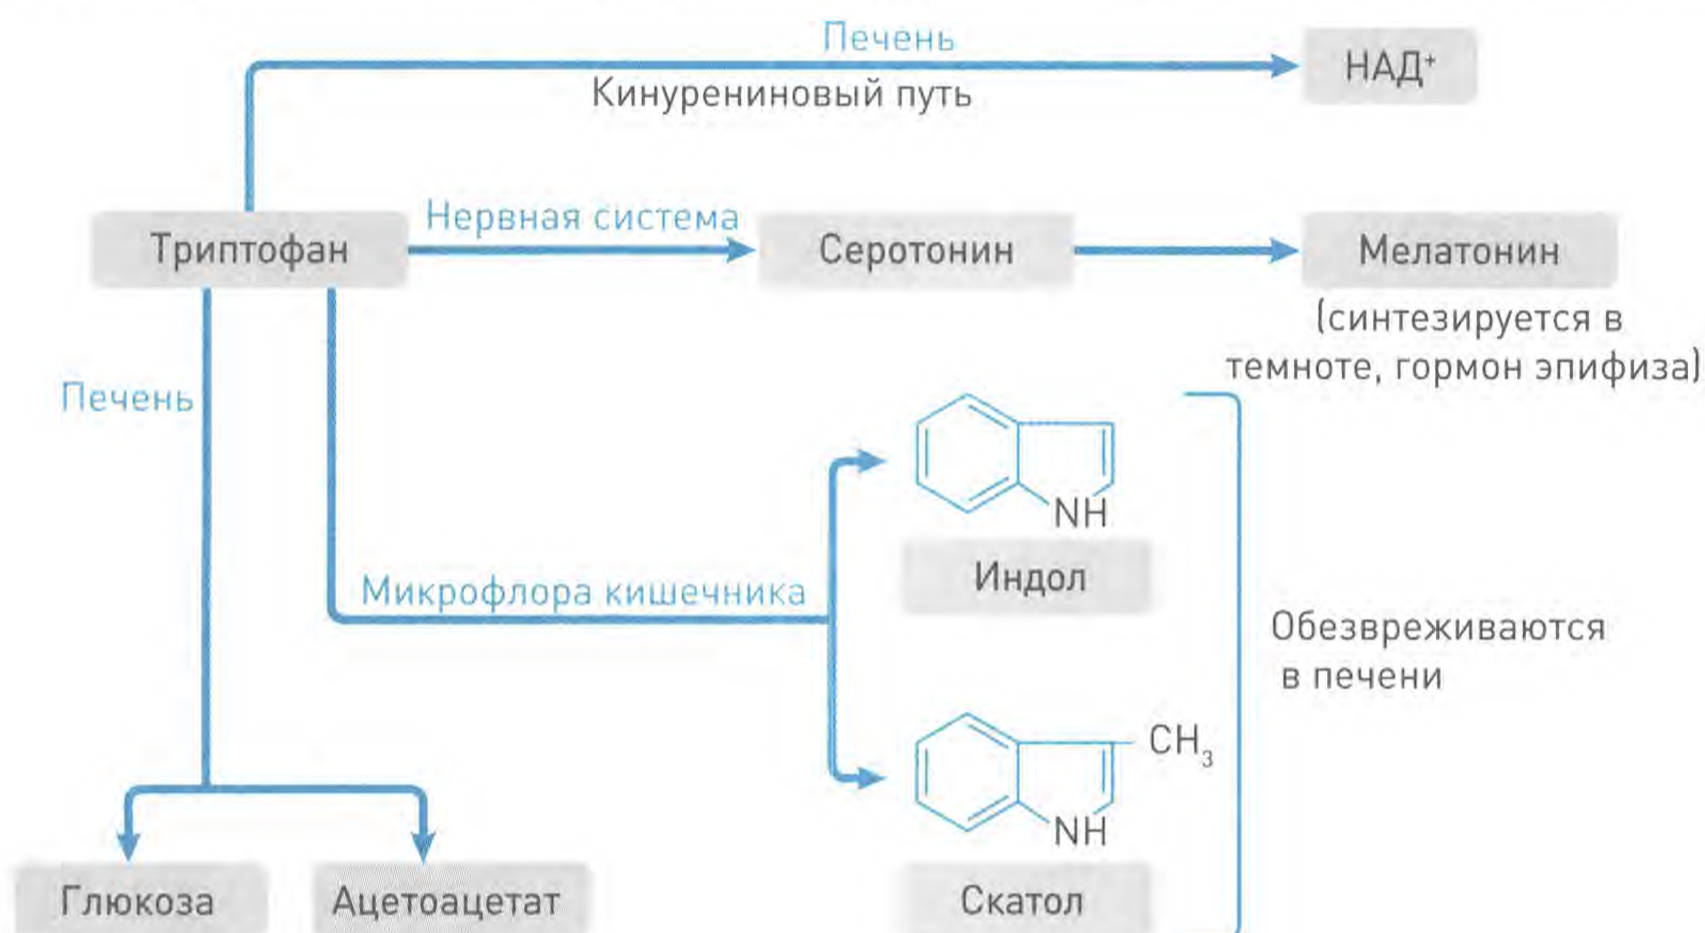 Печень
НАД⁺
Кинурениновый путь
Триптофан
Нервная система
Серотонин
Мелатонин
(синтезируется в
темноте, гормон эпифиза)
Печень
NH
Индол
Микрофлора кишечника
Обезвреживаются
в печени
CH₃
NH
Скатол
Глюкоза
Ацетоацетат